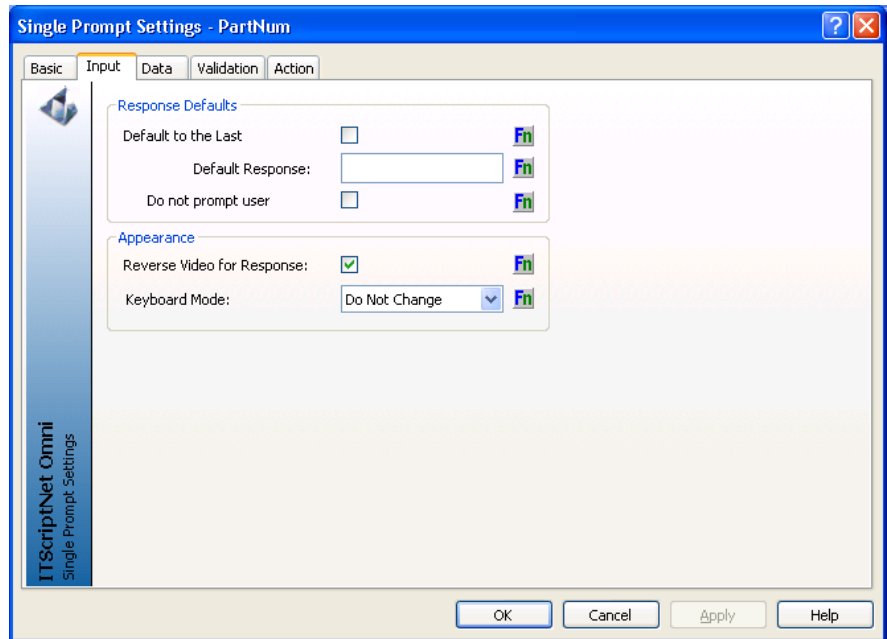 Single Prompt Settings - PartNum
Basic Input Data Validation Action
Response Defaults
Default to the Last Fn
Default Response: Fn
Do not prompt user Fn
Appearance
Reverse Video for Response: Fn
Keyboard Mode: Do Not Change Fn
ITScriptNet Omni
Single Prompt Settings
OK Cancel Apply Help